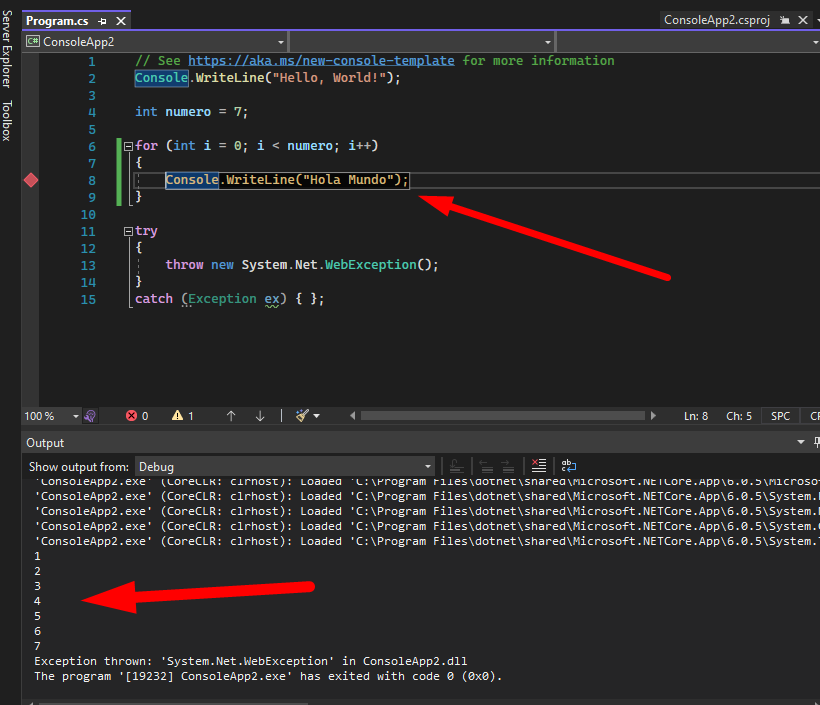 Server Explorer
Toolbox
Program.cs
ConsoleApp2.csproj
C# ConsoleApp2
1 // See https://aka.ms/new-console-template for more information
2 Console.WriteLine("Hello, World!");
3
4 int numero = 7;
5
6 for (int i = 0; i < numero; i++)
7 {
8 Console.WriteLine("Hola Mundo");
9 }
10
11 try
12 {
13 throw new System.Net.WebException();
14 }
15 catch (Exception ex) { };
100 % 0 1 Ln: 8 Ch: 5 SPC
Output
Show output from: Debug
'ConsoleApp2.exe' (CoreCLR: clrhost): Loaded 'C:\Program Files\dotnet\shared\Microsoft.NETCore.App\6.0.5\Microso
'ConsoleApp2.exe' (CoreCLR: clrhost): Loaded 'C:\Program Files\dotnet\shared\Microsoft.NETCore.App\6.0.5\System.
'ConsoleApp2.exe' (CoreCLR: clrhost): Loaded 'C:\Program Files\dotnet\shared\Microsoft.NETCore.App\6.0.5\System.
'ConsoleApp2.exe' (CoreCLR: clrhost): Loaded 'C:\Program Files\dotnet\shared\Microsoft.NETCore.App\6.0.5\System.
'ConsoleApp2.exe' (CoreCLR: clrhost): Loaded 'C:\Program Files\dotnet\shared\Microsoft.NETCore.App\6.0.5\System.
1
2
3
4
5
6
7
Exception thrown: 'System.Net.WebException' in ConsoleApp2.dll
The program '[19232] ConsoleApp2.exe' has exited with code 0 (0x0).